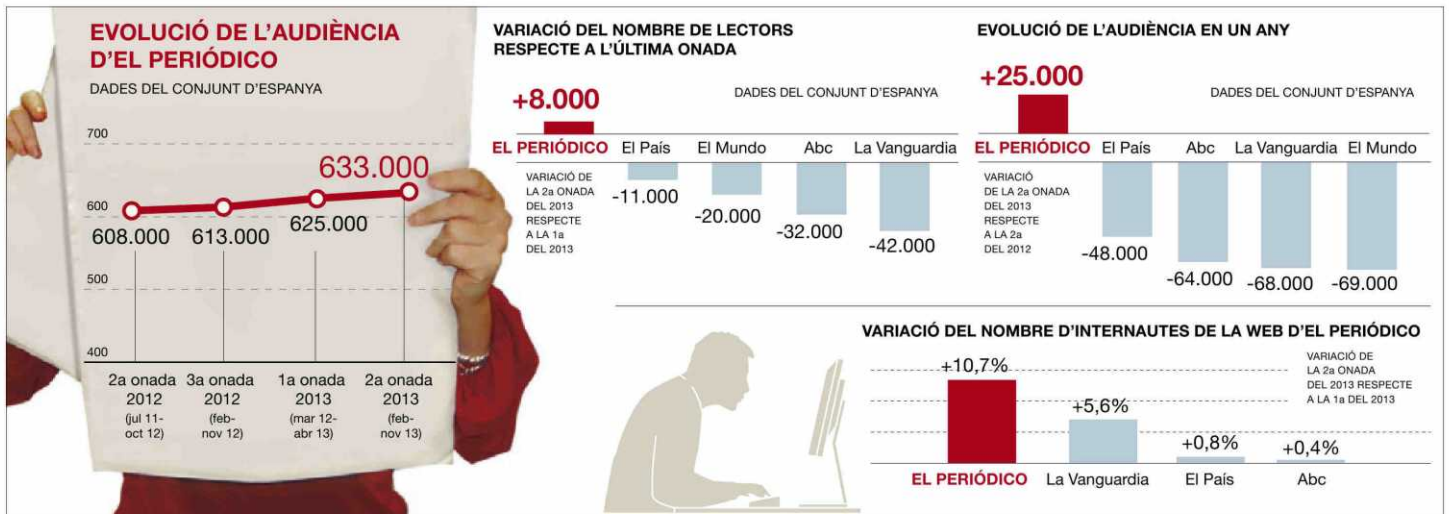 EVOLUCIÓ DE L'AUDIÈNCIA
D'EL PERIÓDICO
DADES DEL CONJUNT D'ESPANYA
700
600
500
400
608.000
613.000
625.000
633.000
2a onada
2012
(jul 11-
oct 12)
3a onada
2012
(feb-
nov 12)
1a onada
2013
(mar 12-
abr 13)
2a onada
2013
(feb-
nov 13)
VARIACIÓ DEL NOMBRE DE LECTORS
RESPECTE A L'ÚLTIMA ONADA
DADES DEL CONJUNT D'ESPANYA
+8.000
EL PERIÓDICO El País El Mundo Abc La Vanguardia
VARIACIÓ DE
LA 2a ONADA
DEL 2013
RESPECTE
A LA 1a
DEL 2013
-11.000
-20.000
-32.000
-42.000
EVOLUCIÓ DE L'AUDIÈNCIA EN UN ANY
DADES DEL CONJUNT D'ESPANYA
+25.000
EL PERIÓDICO El País Abc La Vanguardia El Mundo
VARIACIÓ
DE LA 2a ONADA
DEL 2013
RESPECTE
A LA 2a
DEL 2012
-48.000
-64.000
-68.000
-69.000
VARIACIÓ DEL NOMBRE D'INTERNAUTES DE LA WEB D'EL PERIÓDICO
VARIACIÓ DE
LA 2a ONADA
DEL 2013 RESPECTE
A LA 1a DEL 2013
+10,7%
+5,6%
+0,8%
+0,4%
EL PERIÓDICO La Vanguardia El País Abc